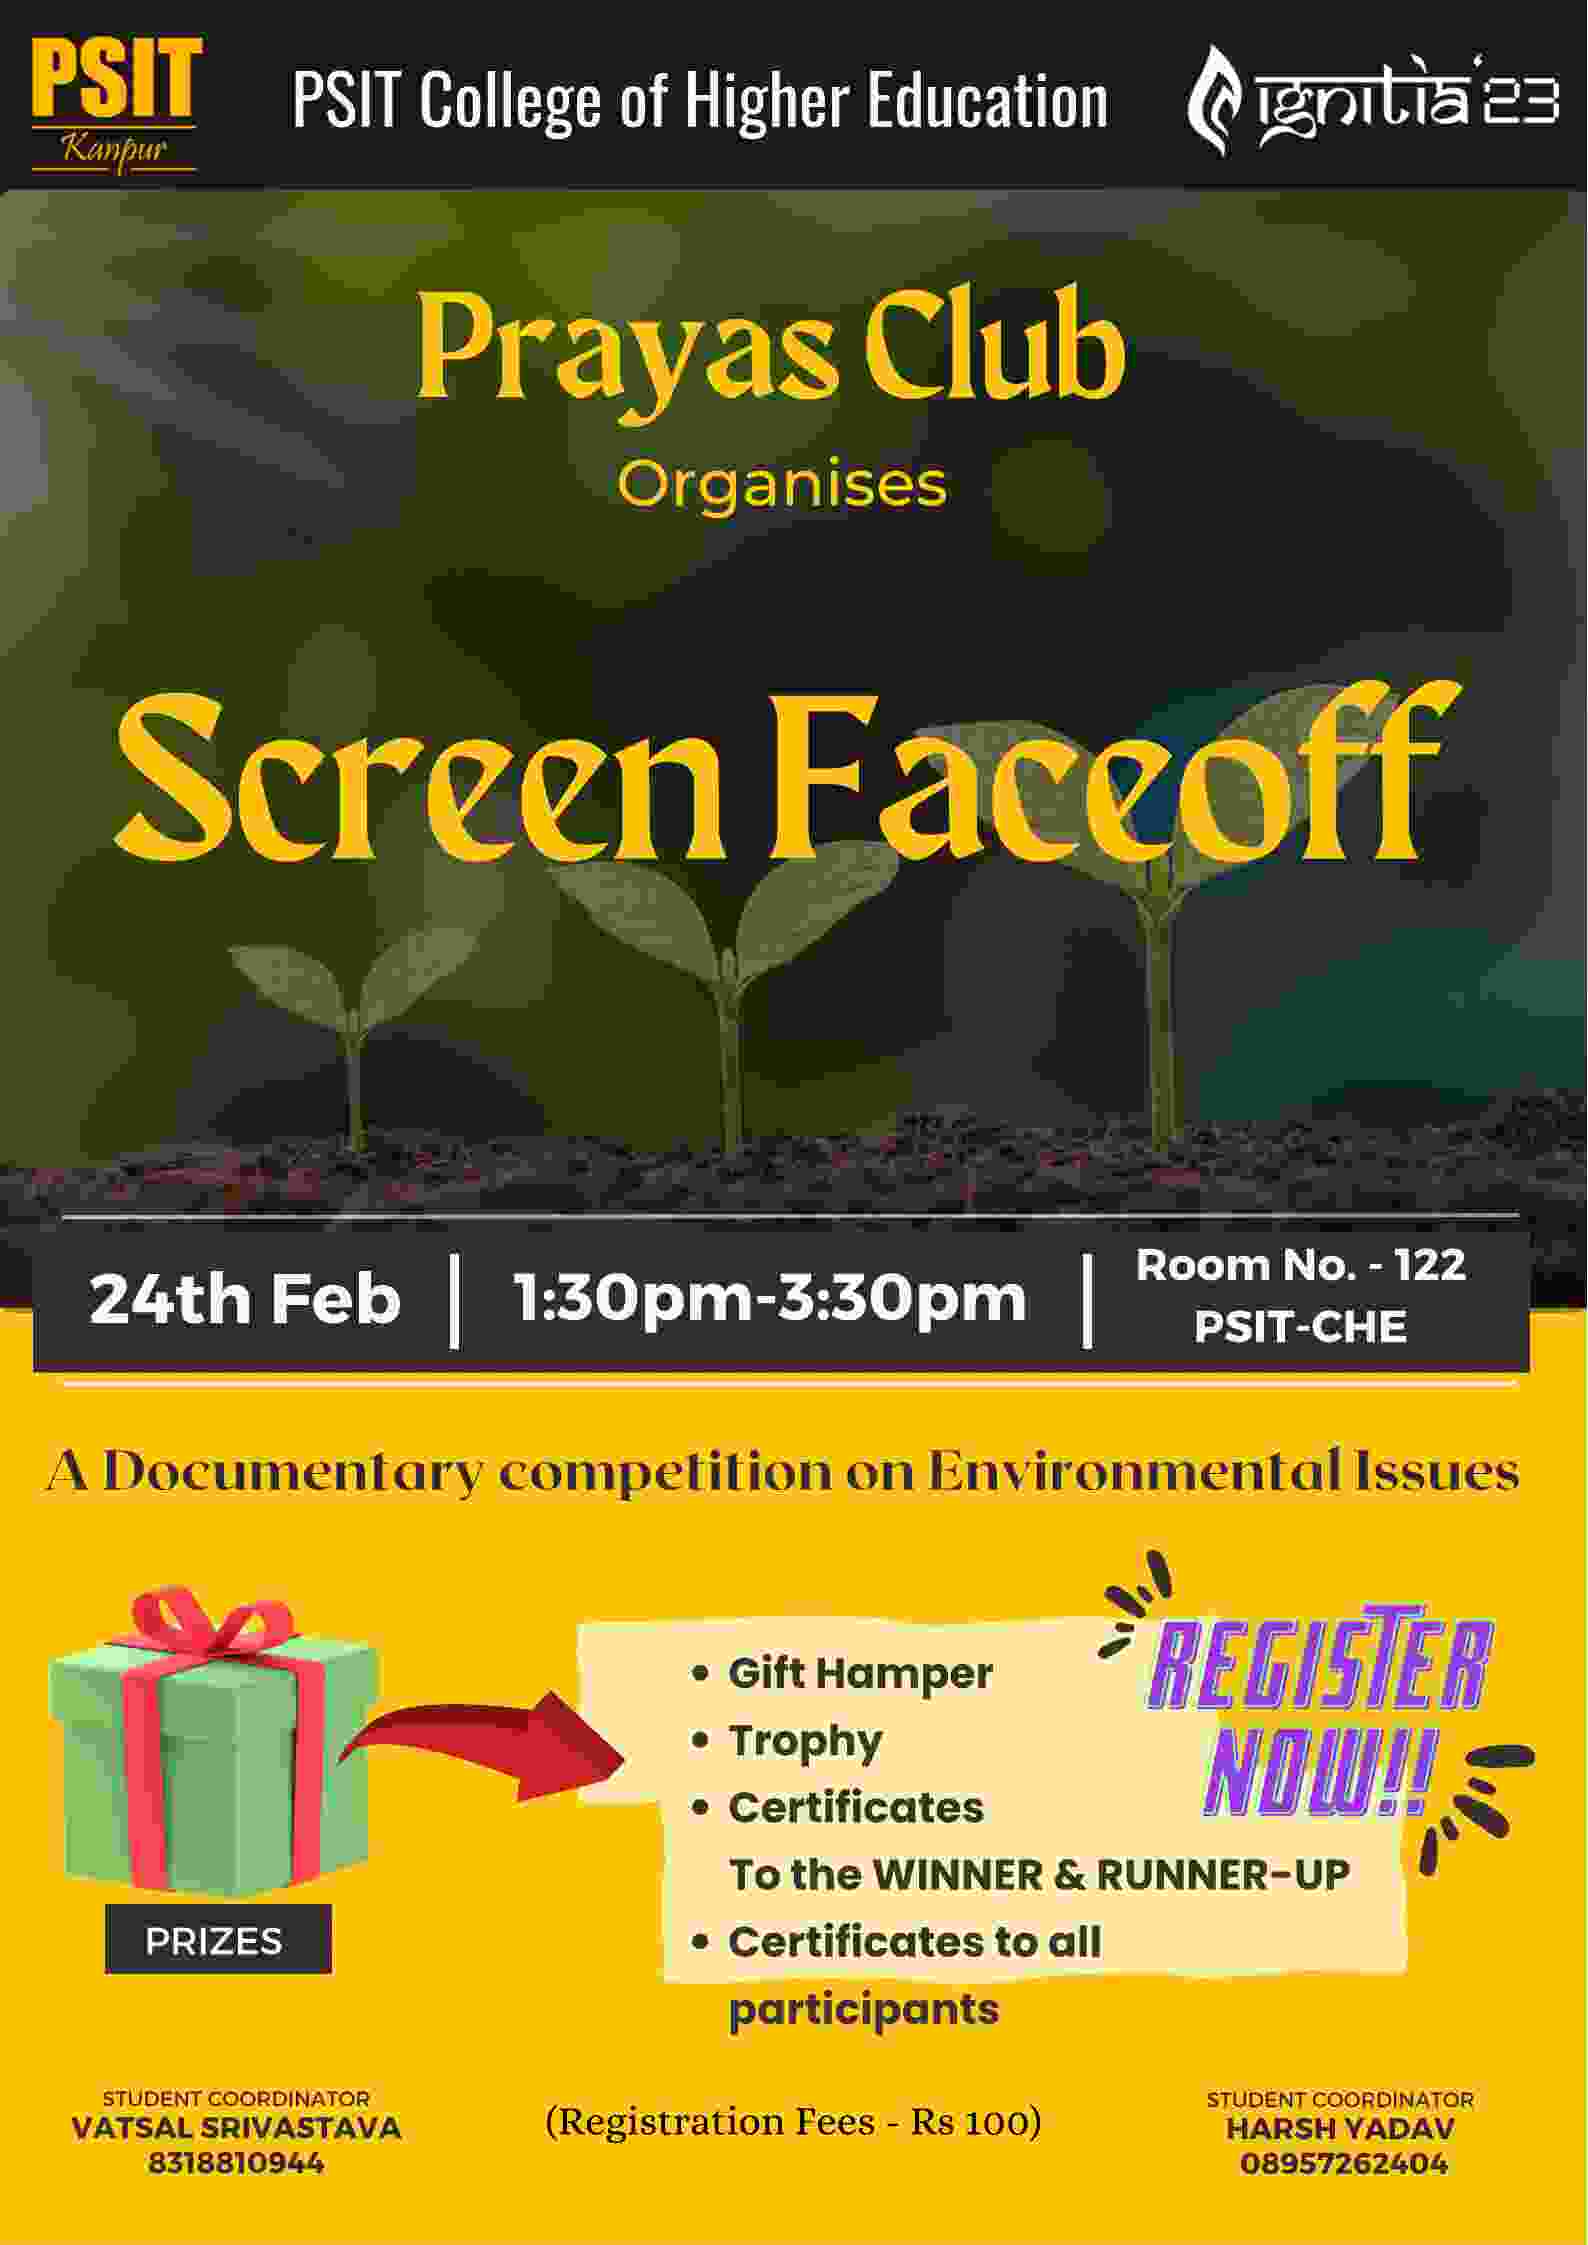 PSIT
Kanpur
PSIT College of Higher Education
ignitia'23
Prayas Club
Organises
Screen Faceoff
24th Feb
1:30pm-3:30pm
Room No. - 122
PSIT-CHE
A Documentary competition on Environmental Issues
REGISTER
NOW!!
• Gift Hamper
• Trophy
• Certificates
To the WINNER & RUNNER-UP
• Certificates to all
participants
PRIZES
STUDENT COORDINATOR
VATSAL SRIVASTAVA
8318810944
(Registration Fees - Rs 100)
STUDENT COORDINATOR
HARSH YADAV
08957262404